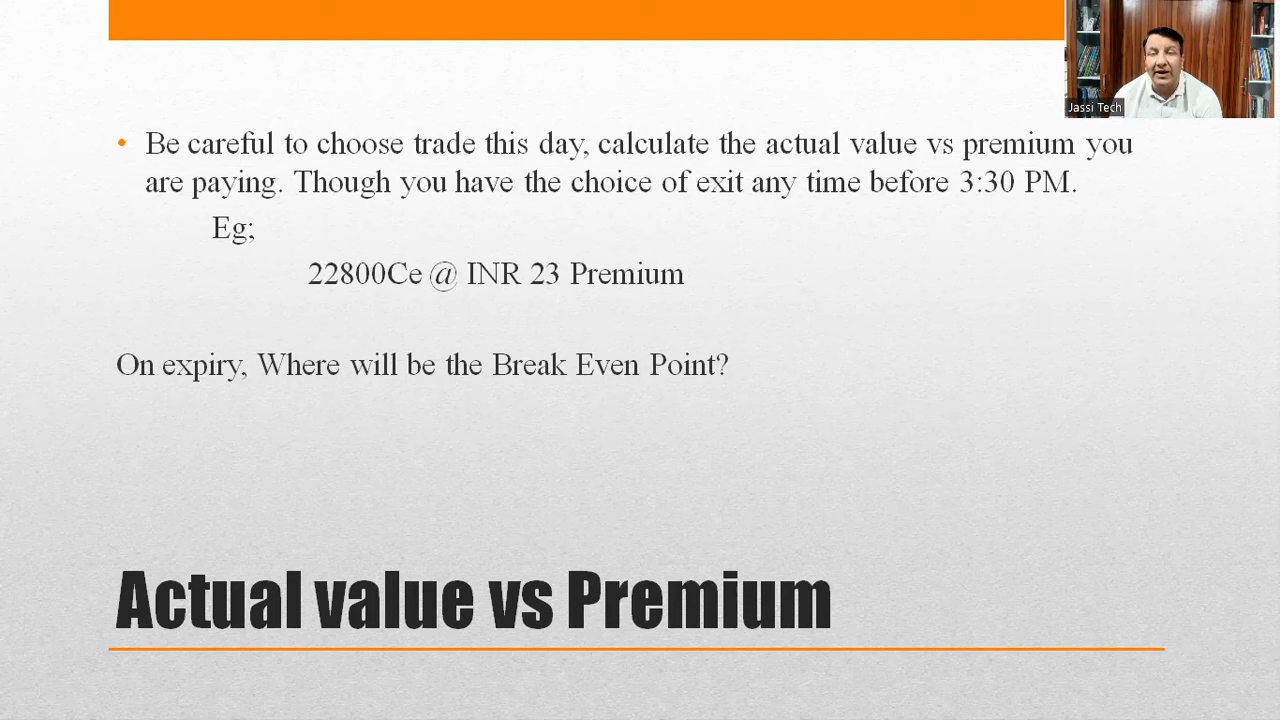 Jassi Tech
• Be careful to choose trade this day, calculate the actual value vs premium you
are paying. Though you have the choice of exit any time before 3:30 PM.
Eg;
22800Ce @ INR 23 Premium
On expiry, Where will be the Break Even Point?
Actual value vs Premium